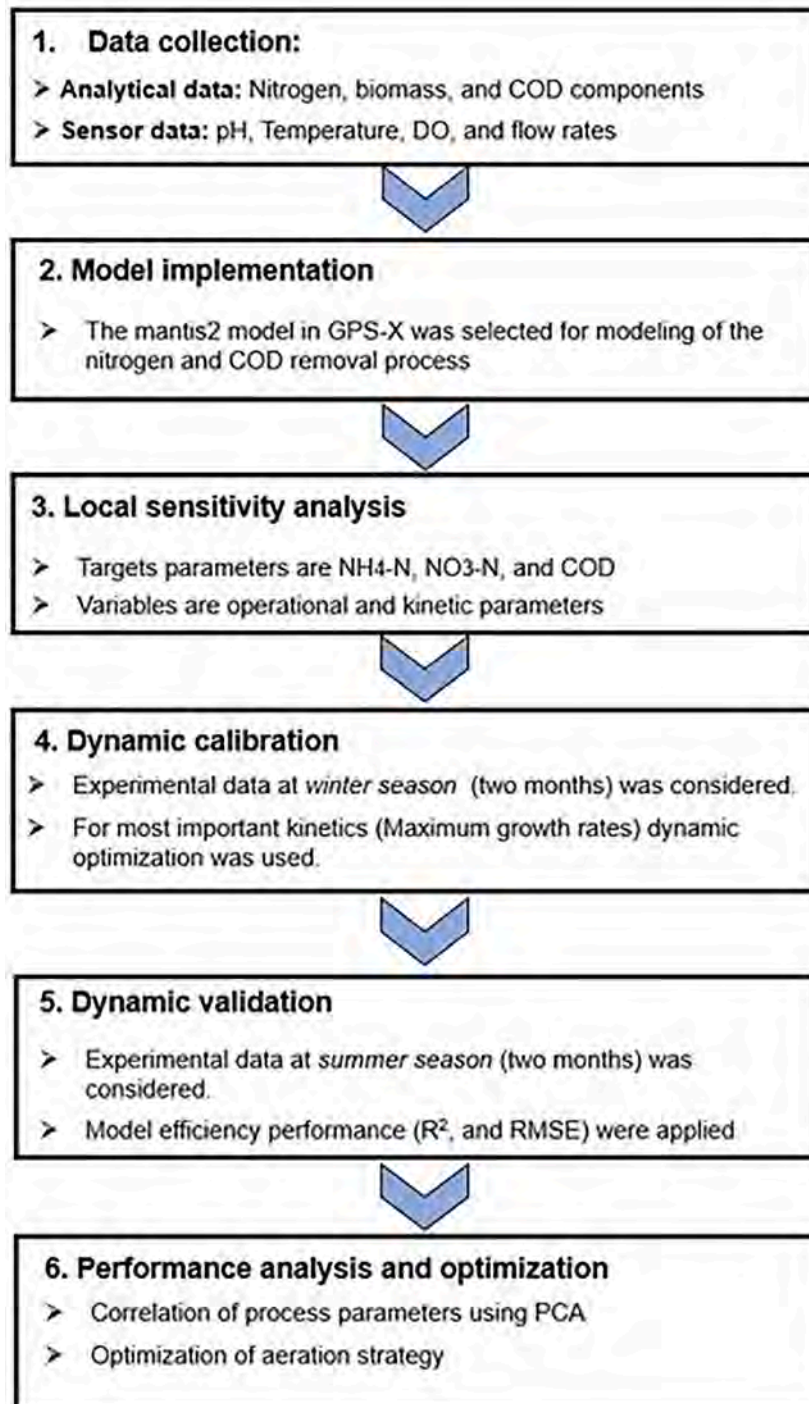 1. Data collection:
➤ Analytical data: Nitrogen, biomass, and COD components
➤ Sensor data: pH, Temperature, DO, and flow rates
2. Model implementation
➤ The mantis2 model in GPS-X was selected for modeling of the
nitrogen and COD removal process
3. Local sensitivity analysis
➤ Targets parameters are NH4-N, NO3-N, and COD
➤ Variables are operational and kinetic parameters
4. Dynamic calibration
➤ Experimental data at winter season (two months) was considered.
➤ For most important kinetics (Maximum growth rates) dynamic
optimization was used.
5. Dynamic validation
➤ Experimental data at summer season (two months) was
considered.
➤ Model efficiency performance (R², and RMSE) were applied
6. Performance analysis and optimization
➤ Correlation of process parameters using PCA
➤ Optimization of aeration strategy